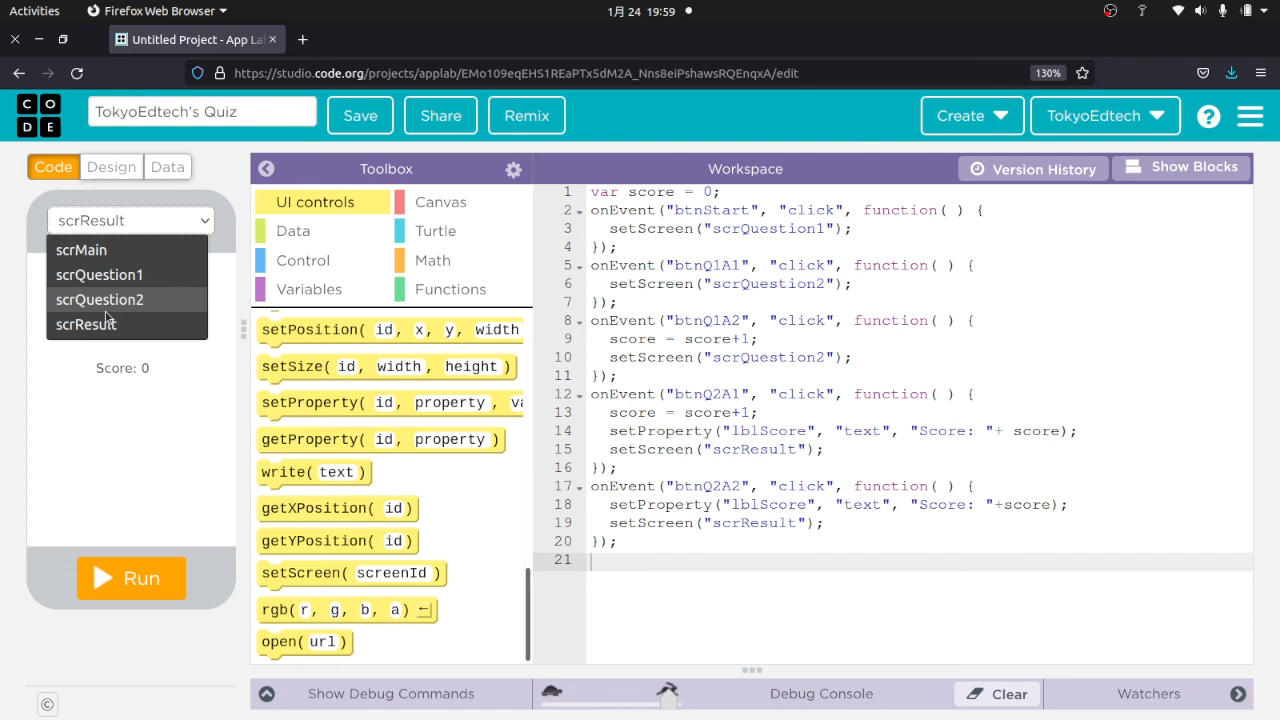 Activities
Firefox Web Browser
1月 24 19:59
Untitled Project - App La
https://studio.code.org/projects/applab/EMo109eqEHS1REaPTx5dM2A_Nns8eiPshawsRQEnqxA/edit
130%
C O
D E
TokyoEdtech's Quiz
Save
Share
Remix
Create
TokyoEdtech
?
Code
Design
Data
Toolbox
Workspace
Version History
Show Blocks
scrResult
scrMain
scrQuestion1
scrQuestion2
scrResult
Score: 0
Run
©
UI controls
Canvas
Data
Turtle
Control
Math
Variables
Functions
setPosition( id, x, y, width
setSize( id, width, height )
setProperty( id, property, va
getProperty( id, property )
write( text )
getXPosition( id )
getYPosition( id )
setScreen( screenId )
rgb( r, g, b, a)
open( url )
1 var score = 0;
2 onEvent("btnStart", "click", function( ) {
3 setScreen("scrQuestion1");
4 });
5 onEvent("btnQ1A1", "click", function( ) {
6 setScreen("scrQuestion2");
7 });
8 onEvent("btnQ1A2", "click", function( ) {
9 score = score+1;
10 setScreen("scrQuestion2");
11 });
12 onEvent("btnQ2A1", "click", function( ) {
13 score = score+1;
14 setProperty("lblScore", "text", "Score: "+ score);
15 setScreen("scrResult");
16 });
17 onEvent("btnQ2A2", "click", function( ) {
18 setProperty("lblScore", "text", "Score: "+score);
19 setScreen("scrResult");
20 });
21
Show Debug Commands
Debug Console
Clear
Watchers